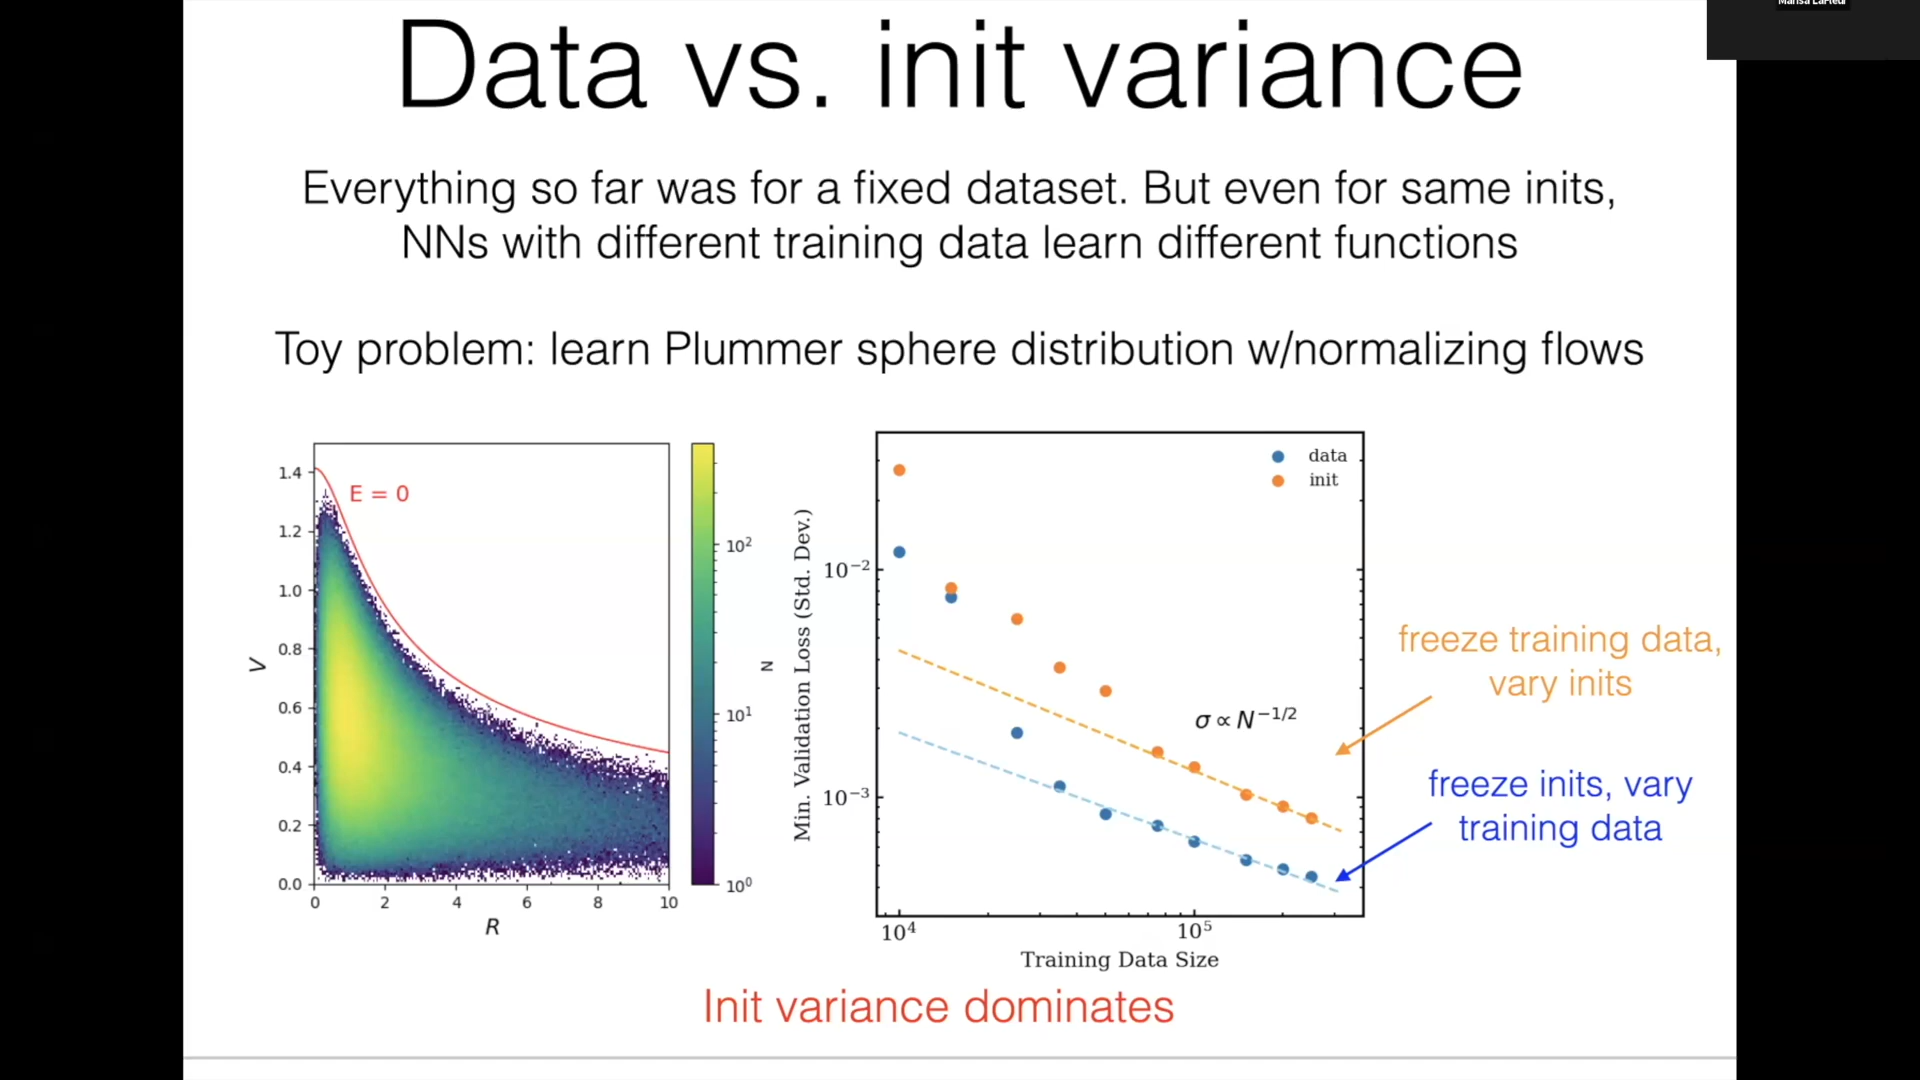 Marisa LaFleur
Data vs. init variance
Everything so far was for a fixed dataset. But even for same inits,
NNs with different training data learn different functions
Toy problem: learn Plummer sphere distribution w/normalizing flows
E = 0
1.4
1.2
1.0
0.8
0.6
0.4
0.2
0.0
V
0
2
4
6
8
10
R
10²
10¹
10⁰
N
Min. Validation Loss (Std. Dev.)
10⁻²
10⁻³
data
init
σ ∝ N⁻¹/²
10⁴
10⁵
Training Data Size
freeze training data,
vary inits
freeze inits, vary
training data
Init variance dominates